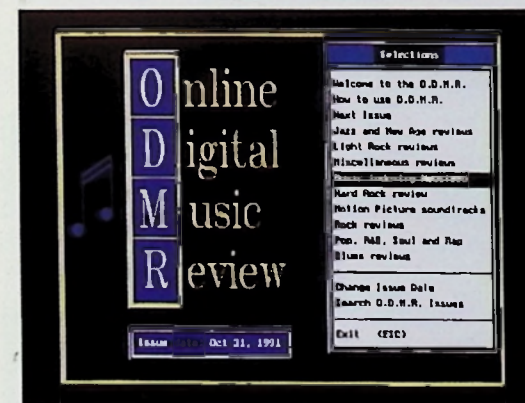 Online
Digital
Music
Review
Issue Date: Oct 21, 1991
Selections
Welcome to the O.D.M.R.
How to use O.D.M.R.
Next Issue
Jazz and New Age reviews
Light Rock reviews
Miscellaneous reviews
Hard Rock review
Motion Picture soundtracks
Rock reviews
Pop, R&B, Soul and Rap
Blues reviews
Change Issue Date
Search O.D.M.R. Issues
Exit (ESC)